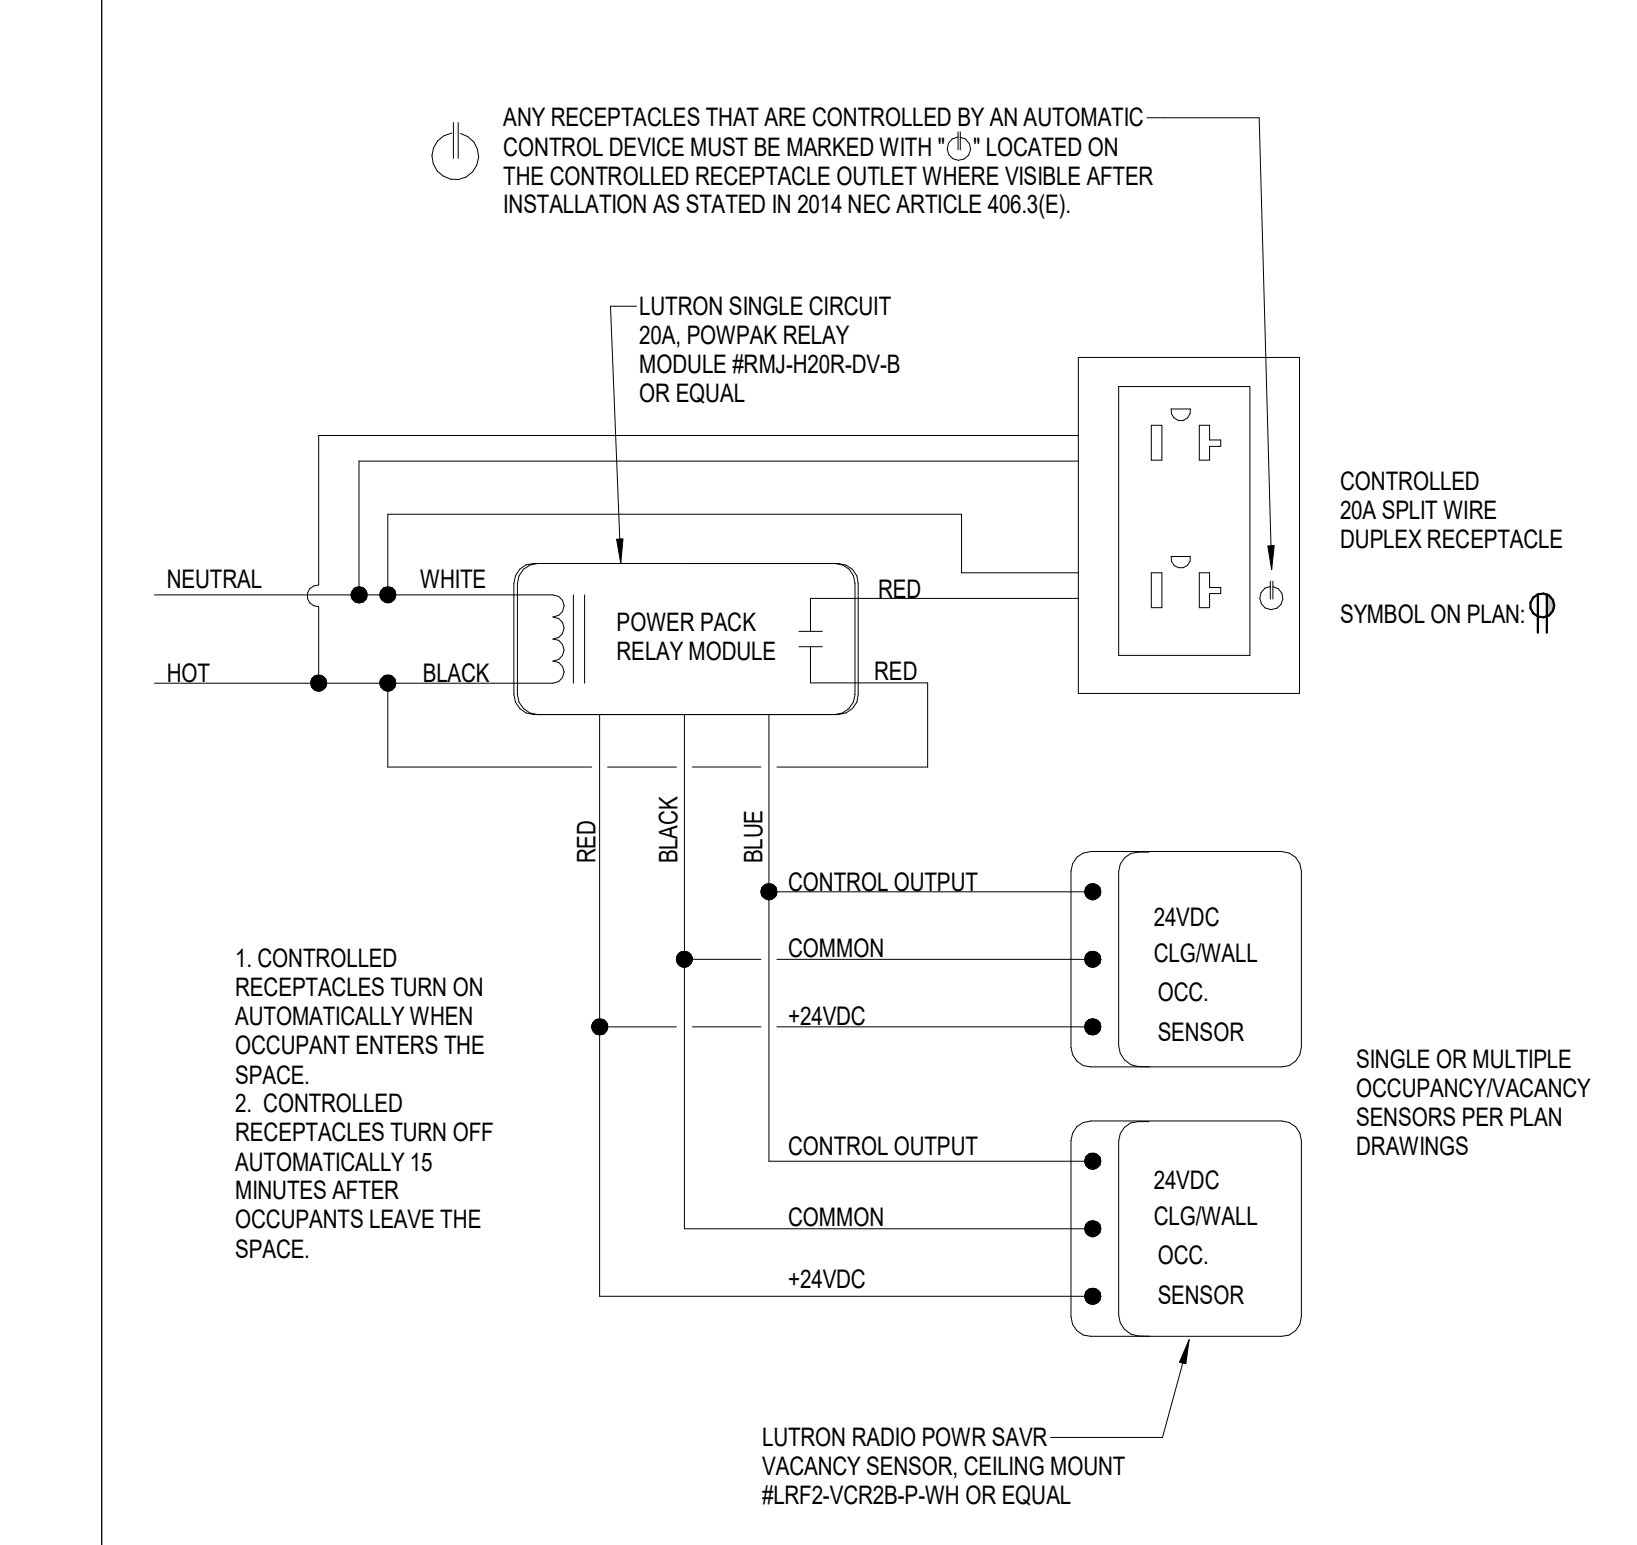 ANY RECEPTACLES THAT ARE CONTROLLED BY AN AUTOMATIC
CONTROL DEVICE MUST BE MARKED WITH " " LOCATED ON
THE CONTROLLED RECEPTACLE OUTLET WHERE VISIBLE AFTER
INSTALLATION AS STATED IN 2014 NEC ARTICLE 406.3(E).
LUTRON SINGLE CIRCUIT
20A, POWPAK RELAY
MODULE #RMJ-H20R-DV-B
OR EQUAL
CONTROLLED
20A SPLIT WIRE
DUPLEX RECEPTACLE
SYMBOL ON PLAN:
NEUTRAL
WHITE
HOT
BLACK
POWER PACK
RELAY MODULE
RED
RED
RED
BLACK
BLUE
CONTROL OUTPUT
COMMON
+24VDC
24VDC
CLG/WALL
OCC.
SENSOR
1. CONTROLLED
RECEPTACLES TURN ON
AUTOMATICALLY WHEN
OCCUPANT ENTERS THE
SPACE.
2. CONTROLLED
RECEPTACLES TURN OFF
AUTOMATICALLY 15
MINUTES AFTER
OCCUPANTS LEAVE THE
SPACE.
SINGLE OR MULTIPLE
OCCUPANCY/VACANCY
SENSORS PER PLAN
DRAWINGS
CONTROL OUTPUT
COMMON
+24VDC
24VDC
CLG/WALL
OCC.
SENSOR
LUTRON RADIO POWR SAVR
VACANCY SENSOR, CEILING MOUNT
#LRF2-VCR2B-P-WH OR EQUAL